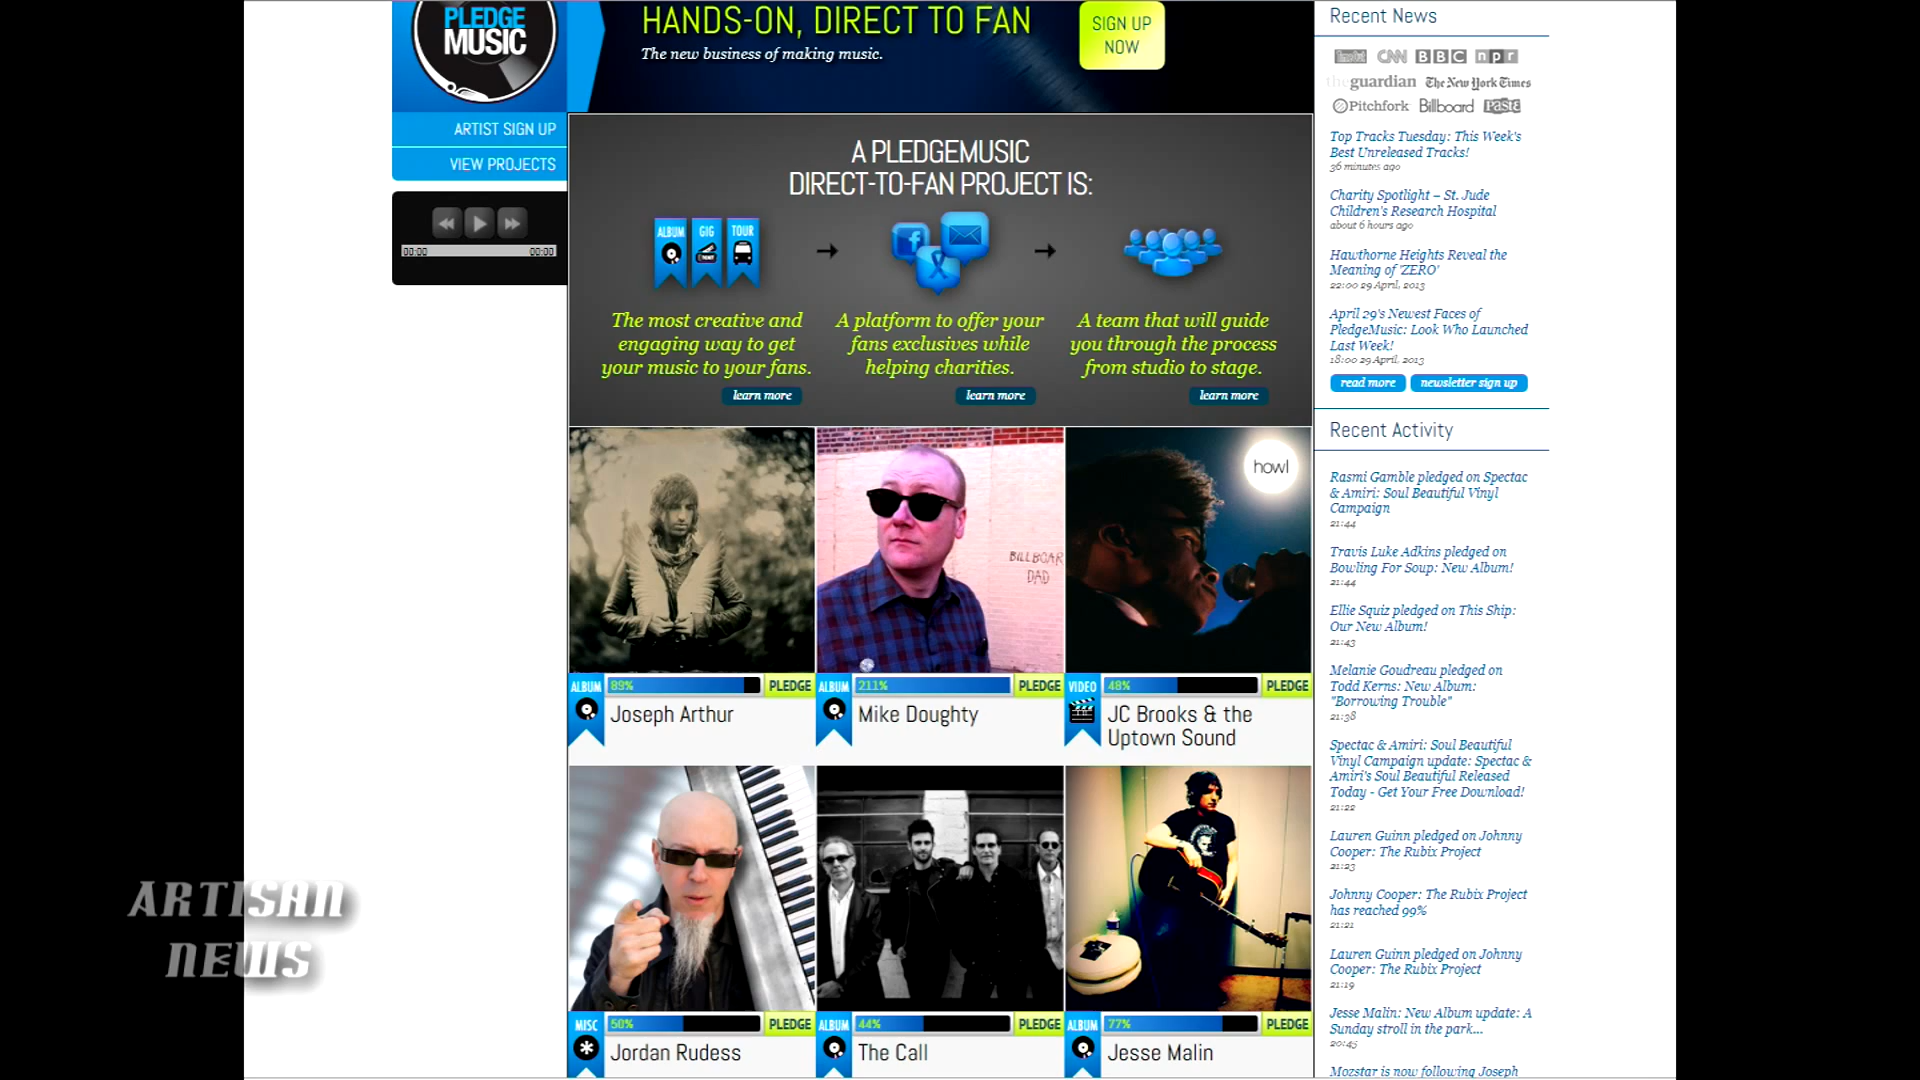 PLEDGE
MUSIC
HANDS-ON, DIRECT TO FAN
The new business of making music.
SIGN UP
NOW
ARTIST SIGN UP
VIEW PROJECTS
00:00 00:00
A PLEDGEMUSIC
DIRECT-TO-FAN PROJECT IS:
ALBUM GIG TOUR
The most creative and
engaging way to get
your music to your fans.
learn more
A platform to offer your
fans exclusives while
helping charities.
learn more
A team that will guide
you through the process
from studio to stage.
learn more
BILLBOAR
DAD
howl
ALBUM 89% PLEDGE
Joseph Arthur
ALBUM 211% PLEDGE
Mike Doughty
VIDEO 48% PLEDGE
JC Brooks & the
Uptown Sound
MISC 50% PLEDGE
Jordan Rudess
ALBUM 44% PLEDGE
The Call
ALBUM 77% PLEDGE
Jesse Malin
Recent News
CNN BBC npr
the guardian The New York Times
Pitchfork Billboard Paste
Top Tracks Tuesday: This Week's
Best Unreleased Tracks!
36 minutes ago
Charity Spotlight – St. Jude
Children's Research Hospital
about 6 hours ago
Hawthorne Heights Reveal the
Meaning of 'ZERO'
22:00 29 April, 2013
April 29's Newest Faces of
PledgeMusic: Look Who Launched
Last Week!
18:00 29 April, 2013
read more newsletter sign up
Recent Activity
Rasmi Gamble pledged on Spectac
& Amiri: Soul Beautiful Vinyl
Campaign
21:44
Travis Luke Adkins pledged on
Bowling For Soup: New Album!
21:44
Ellie Squiz pledged on This Ship:
Our New Album!
21:43
Melanie Goudreau pledged on
Todd Kerns: New Album:
"Borrowing Trouble"
21:38
Spectac & Amiri: Soul Beautiful
Vinyl Campaign update: Spectac &
Amiri's Soul Beautiful Released
Today - Get Your Free Download!
21:22
Lauren Guinn pledged on Johnny
Cooper: The Rubix Project
21:23
Johnny Cooper: The Rubix Project
has reached 99%
21:21
Lauren Guinn pledged on Johnny
Cooper: The Rubix Project
21:19
Jesse Malin: New Album update: A
Sunday stroll in the park...
20:45
Mozstar is now following Joseph
ARTISAN
NEWS